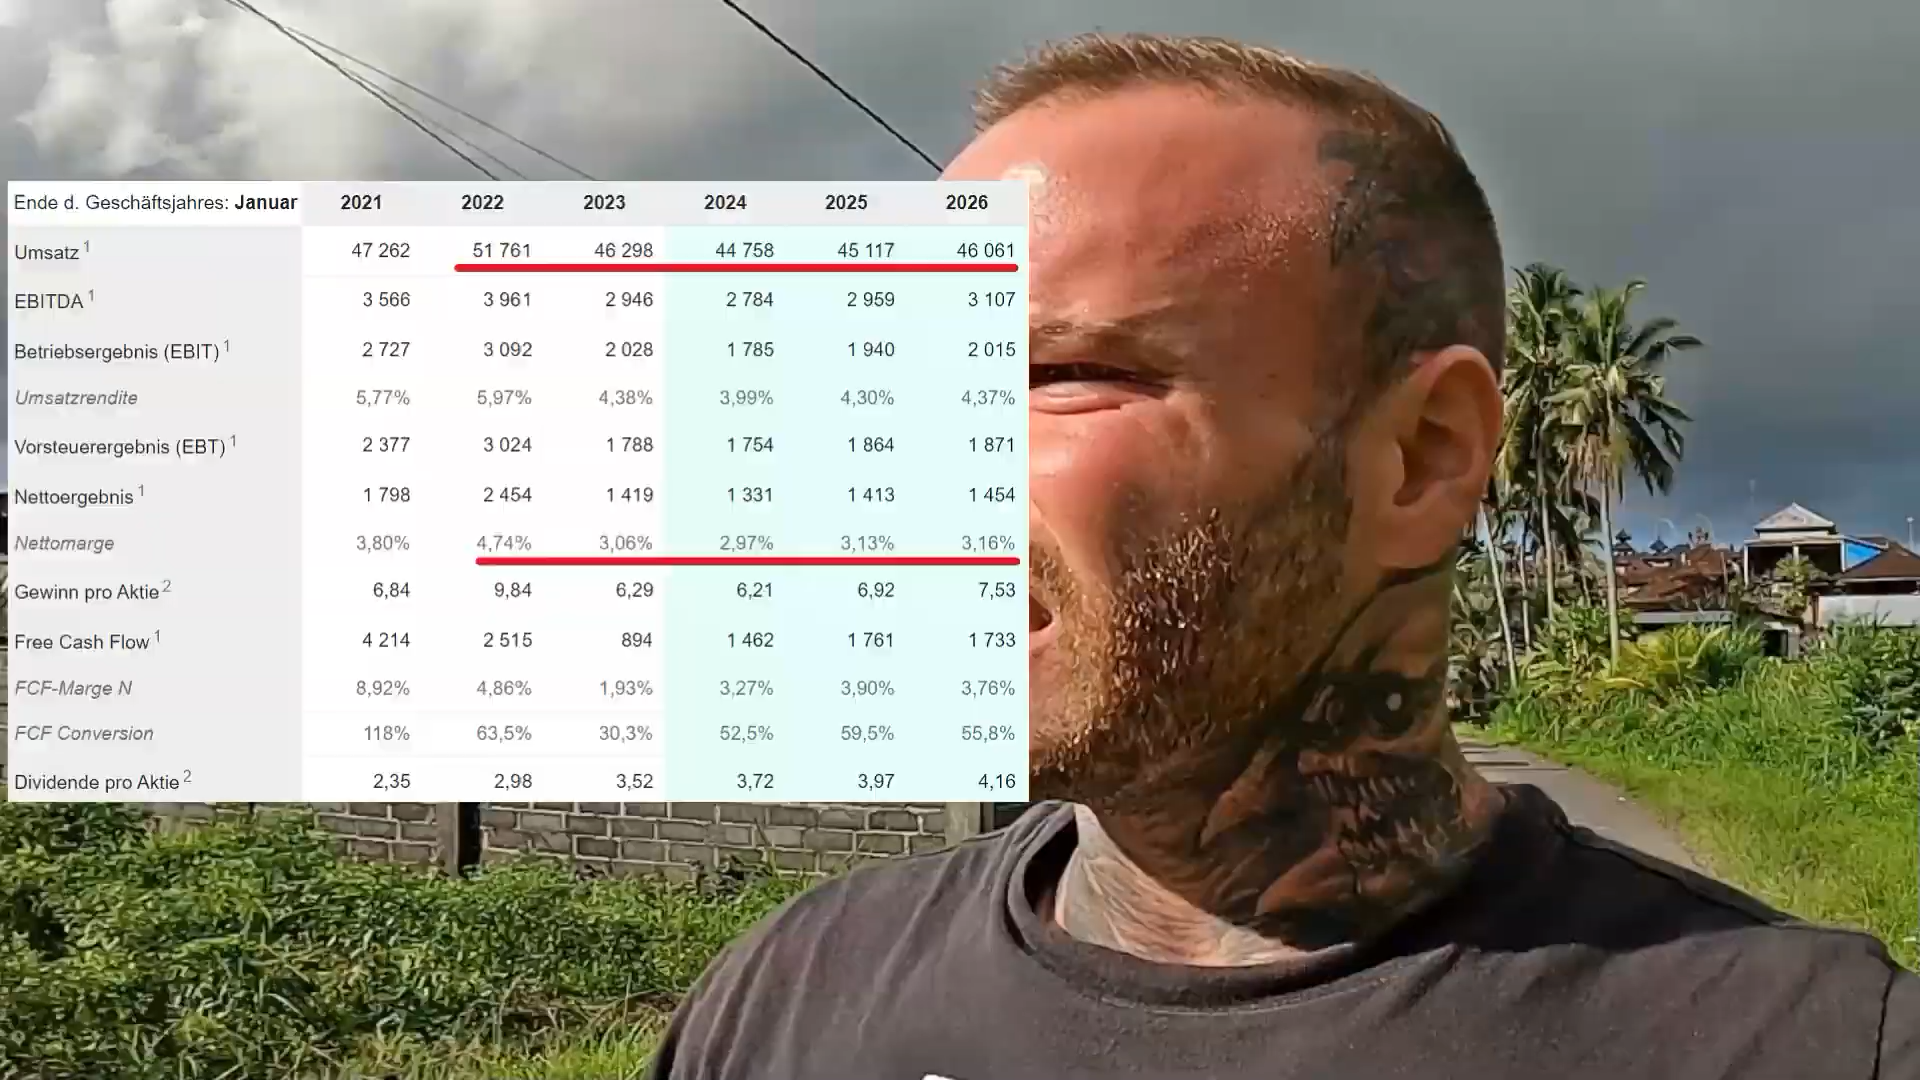 Ende d. Geschäftsjahres: Januar 2021 2022 2023 2024 2025 2026
Umsatz 1 47 262 51 761 46 298 44 758 45 117 46 061
EBITDA 1 3 566 3 961 2 946 2 784 2 959 3 107
Betriebsergebnis (EBIT) 1 2 727 3 092 2 028 1 785 1 940 2 015
Umsatzrendite 5,77% 5,97% 4,38% 3,99% 4,30% 4,37%
Vorsteuerergebnis (EBT) 1 2 377 3 024 1 788 1 754 1 864 1 871
Nettoergebnis 1 1 798 2 454 1 419 1 331 1 413 1 454
Nettomarge 3,80% 4,74% 3,06% 2,97% 3,13% 3,16%
Gewinn pro Aktie 2 6,84 9,84 6,29 6,21 6,92 7,53
Free Cash Flow 1 4 214 2 515 894 1 462 1 761 1 733
FCF-Marge N 8,92% 4,86% 1,93% 3,27% 3,90% 3,76%
FCF Conversion 118% 63,5% 30,3% 52,5% 59,5% 55,8%
Dividende pro Aktie 2 2,35 2,98 3,52 3,72 3,97 4,16